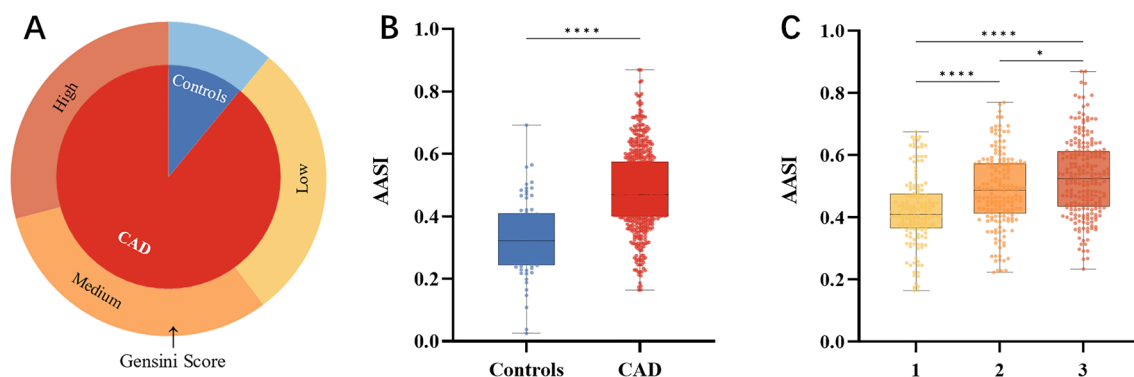 A
High
Controls
Low
CAD
Medium
Gensini Score
B
****
AASI
1.0
0.8
0.6
0.4
0.2
0.0
Controls CAD
C
****
*
****
AASI
1.0
0.8
0.6
0.4
0.2
0.0
1 2 3